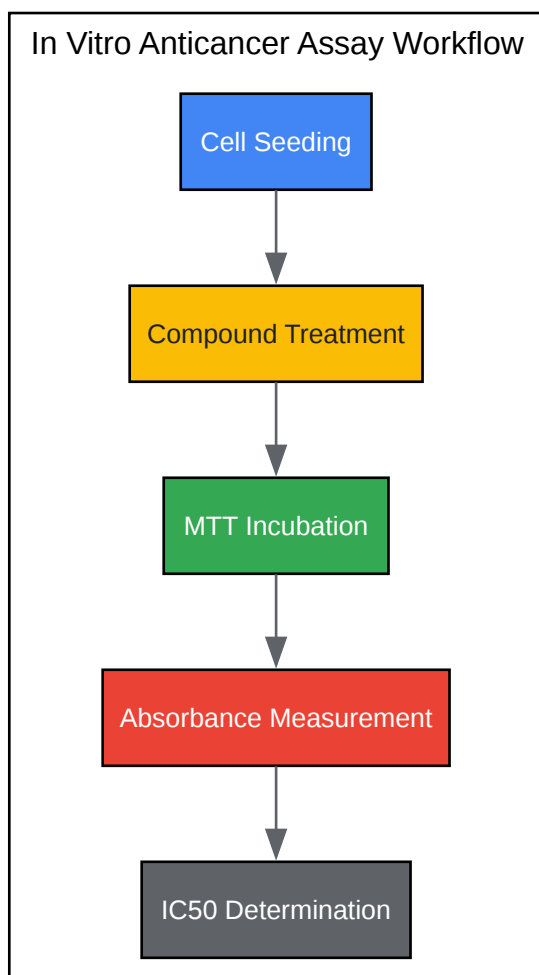 In Vitro Anticancer Assay Workflow
Cell Seeding
Compound Treatment
MTT Incubation
Absorbance Measurement
IC50 Determination